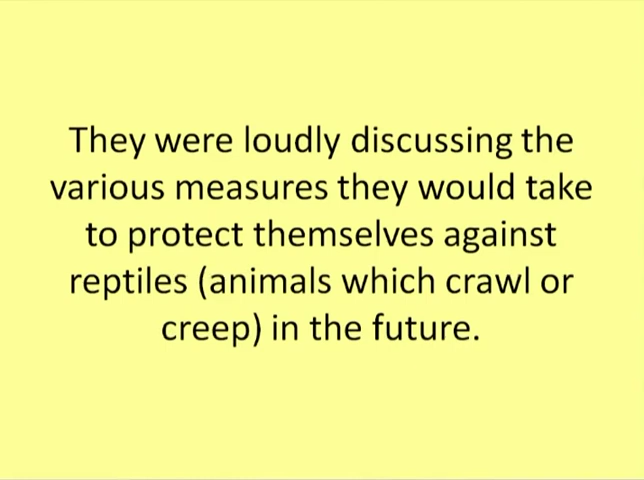 They were loudly discussing the
various measures they would take
to protect themselves against
reptiles (animals which crawl or
creep) in the future.